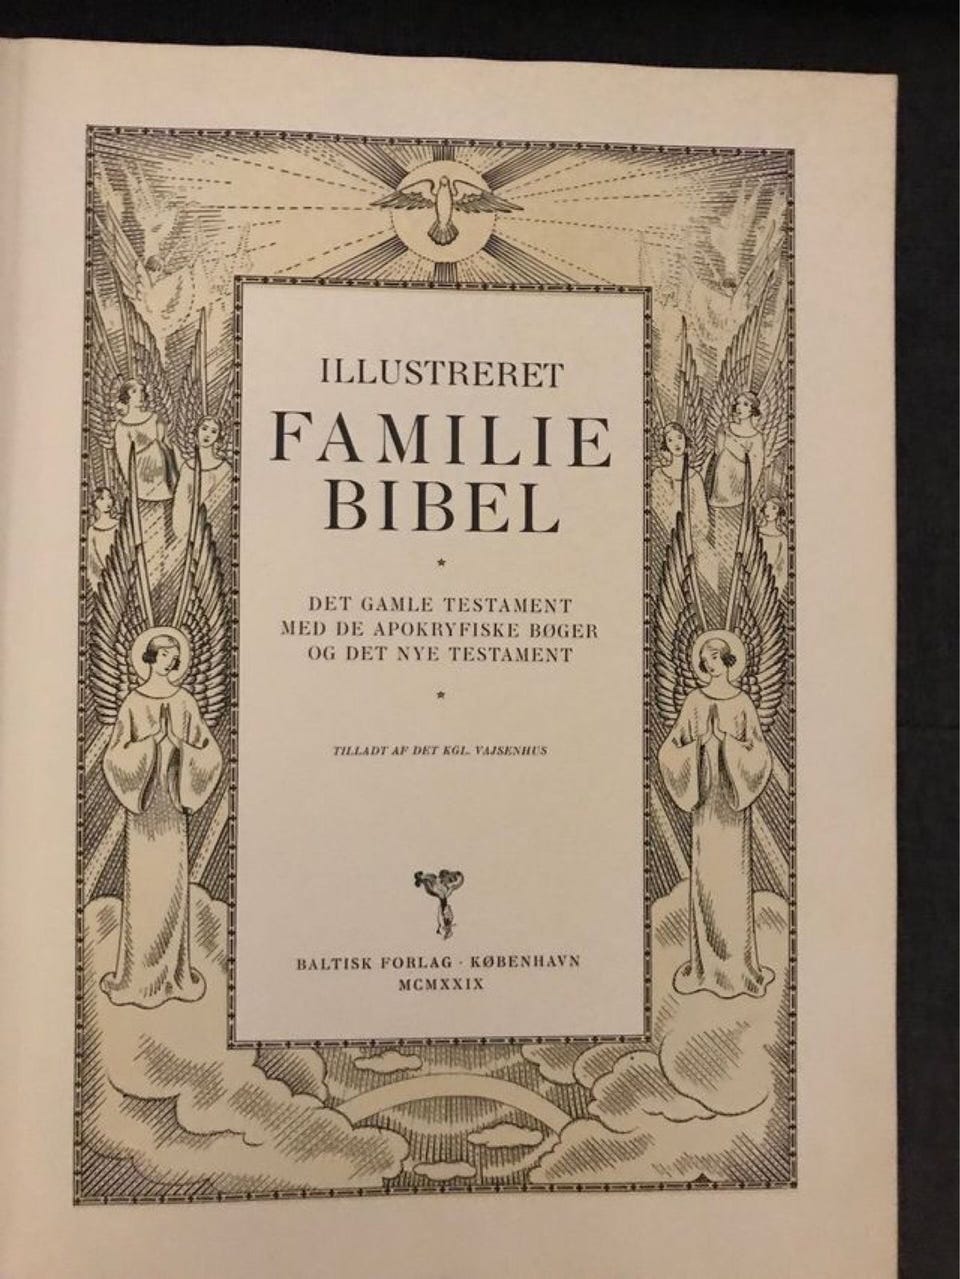 ILLUSTRERET
FAMILIE
BIBEL
*
DET GAMLE TESTAMENT
MED DE APOKRYFISKE BØGER
OG DET NYE TESTAMENT
*
TILLADT AF DET KGL. VAJSENHUS
BALTISK FORLAG · KØBENHAVN
MCMXXIX